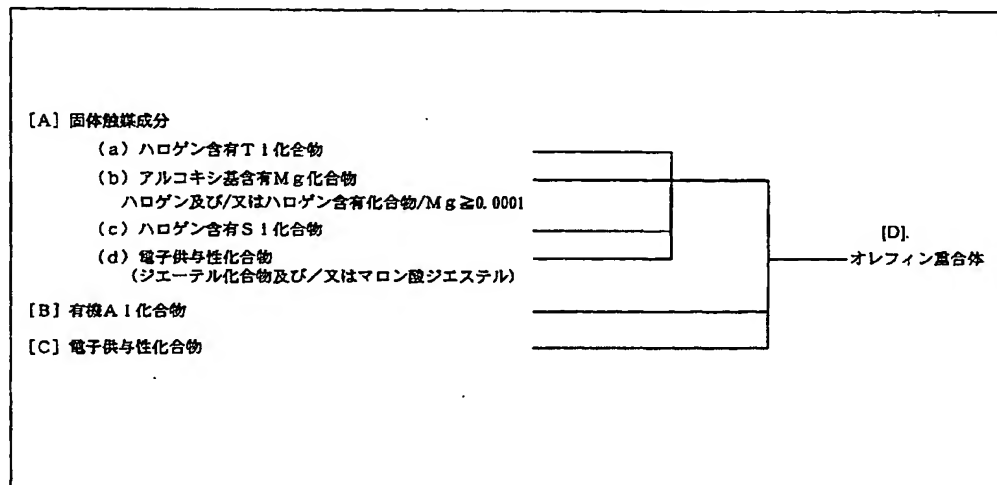 [A] 固体触媒成分
(a) ハロゲン含有Ti化合物
(b) アルコキシ基含有Mg化合物
ハロゲン及び/又はハロゲン含有化合物/Mg≧0.0001
(c) ハロゲン含有Si化合物
(d) 電子供与性化合物
(ジエーテル化合物及び/又はマロン酸ジエステル)
[B] 有機Al化合物
[C] 電子供与性化合物
[D].
オレフィン重合体